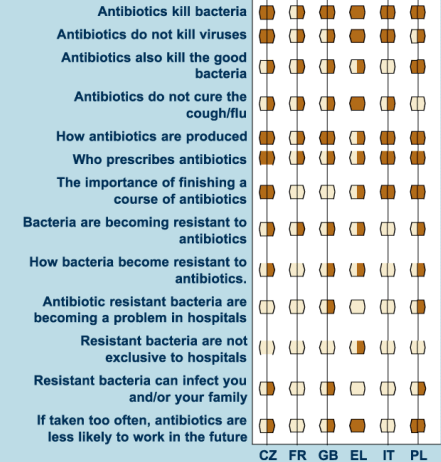 Antibiotics kill bacteria
Antibiotics do not kill viruses
Antibiotics also kill the good
bacteria
Antibiotics do not cure the
cough/flu
How antibiotics are produced
Who prescribes antibiotics
The importance of finishing a
course of antibiotics
Bacteria are becoming resistant to
antibiotics
How bacteria become resistant to
antibiotics.
Antibiotic resistant bacteria are
becoming a problem in hospitals
Resistant bacteria are not
exclusive to hospitals
Resistant bacteria can infect you
and/or your family
If taken too often, antibiotics are
less likely to work in the future
CZ FR GB EL IT PL